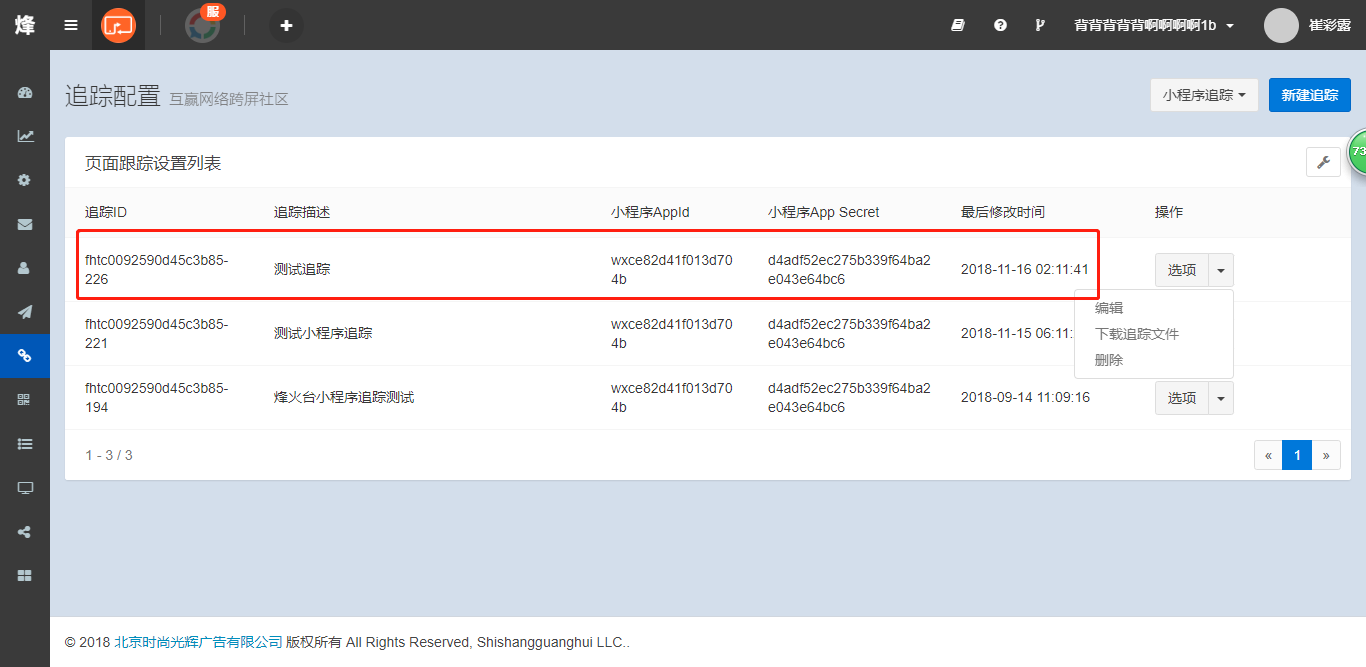 烽
服
背背背背背啊啊啊啊1b
崔彩露
追踪配置 互赢网络跨屏社区
小程序追踪
新建追踪
73
页面跟踪设置列表
追踪ID 追踪描述 小程序AppId 小程序App Secret 最后修改时间 操作
fhtc0092590d45c3b85-226 测试追踪 wxce82d41f013d704b d4adf52ec275b339f64ba2e043e64bc6 2018-11-16 02:11:41 选项
编辑
下载追踪文件
删除
fhtc0092590d45c3b85-221 测试小程序追踪 wxce82d41f013d704b d4adf52ec275b339f64ba2e043e64bc6 2018-11-15 06:11:
fhtc0092590d45c3b85-194 烽火台小程序追踪测试 wxce82d41f013d704b d4adf52ec275b339f64ba2e043e64bc6 2018-09-14 11:09:16 选项
1 - 3 / 3
« 1 »
© 2018 北京时尚光辉广告有限公司 版权所有 All Rights Reserved, Shishangguanghui LLC..